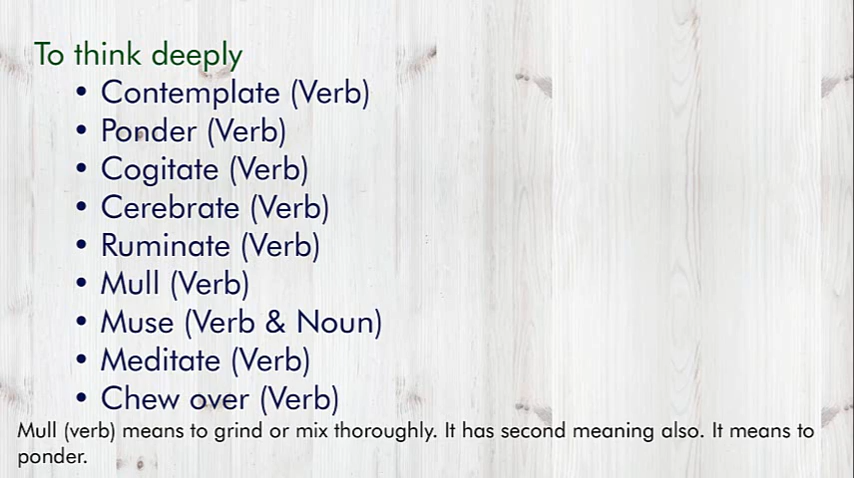 To think deeply
• Contemplate (Verb)
• Ponder (Verb)
• Cogitate (Verb)
• Cerebrate (Verb)
• Ruminate (Verb)
• Mull (Verb)
• Muse (Verb & Noun)
• Meditate (Verb)
• Chew over (Verb)
Mull (verb) means to grind or mix thoroughly. It has second meaning also. It means to
ponder.